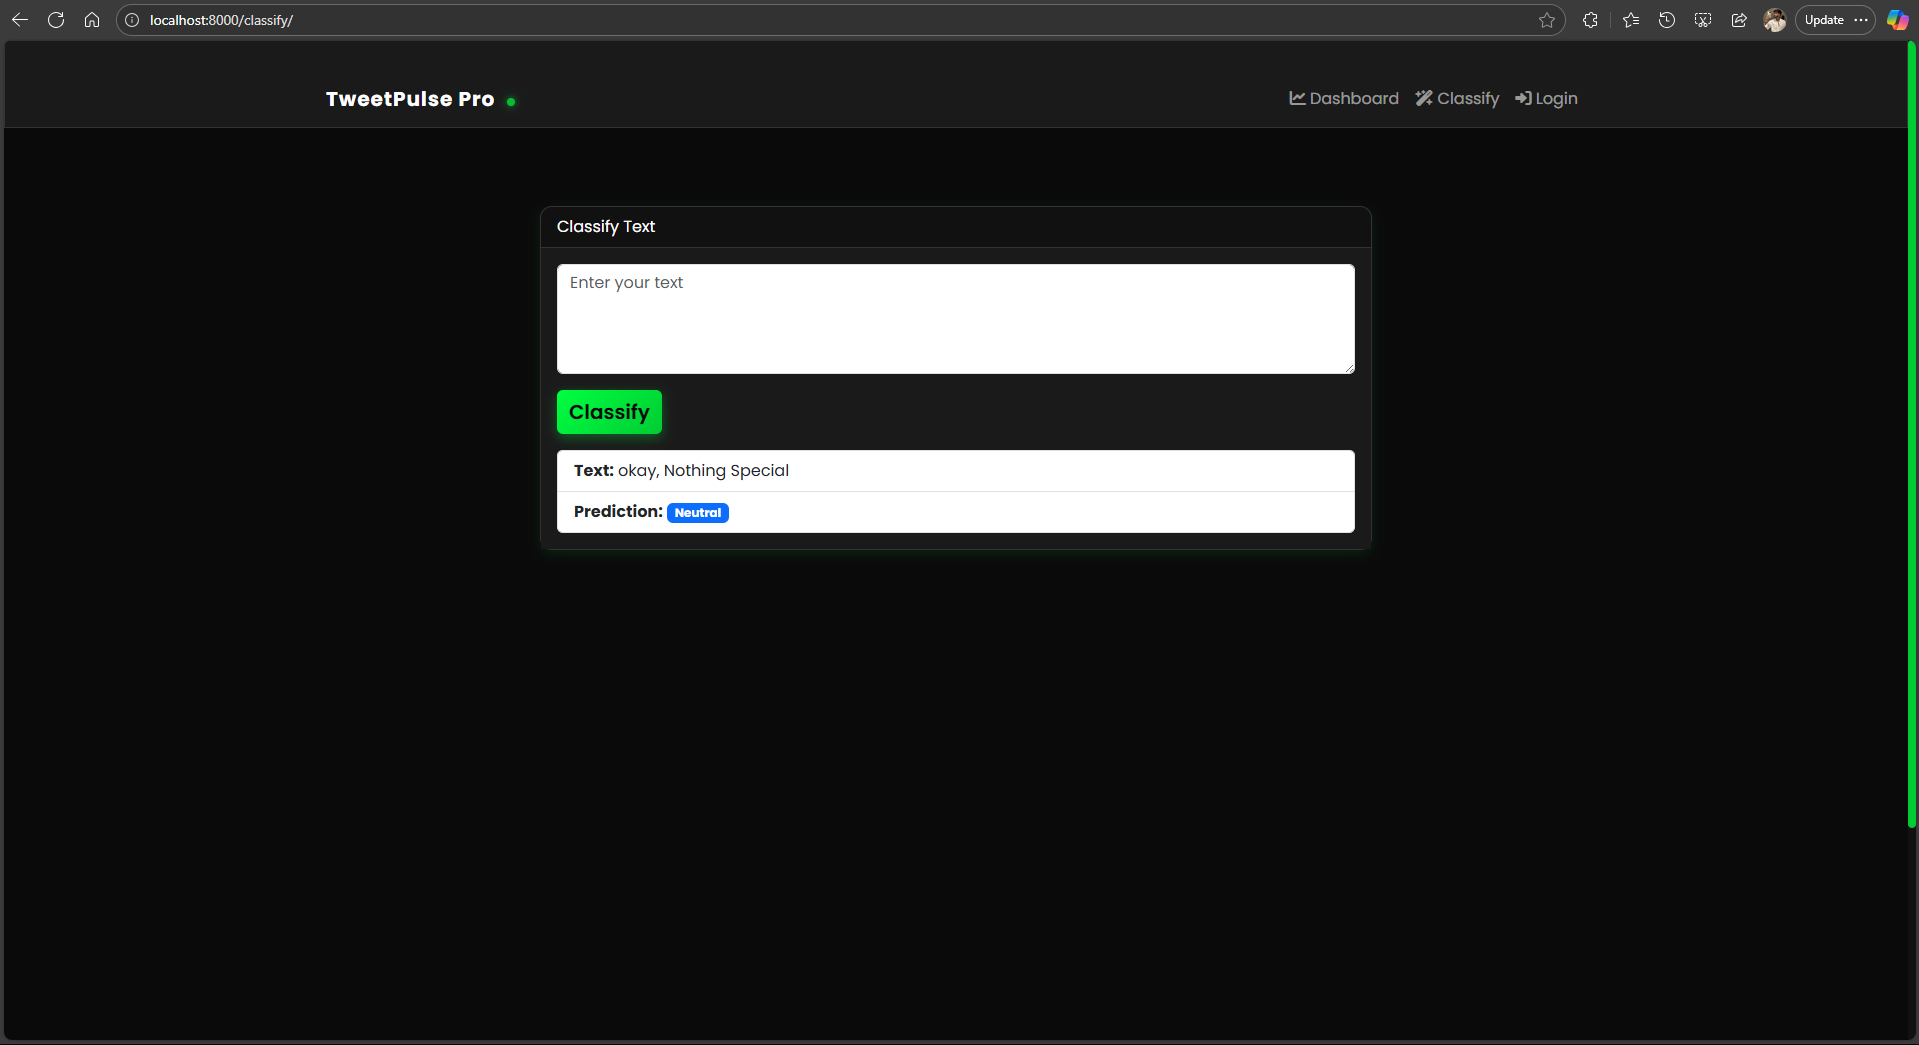 localhost:8000/classify/
Update
TweetPulse Pro
Dashboard
Classify
Login
Classify Text
Enter your text
Classify
Text: okay, Nothing Special
Prediction: Neutral